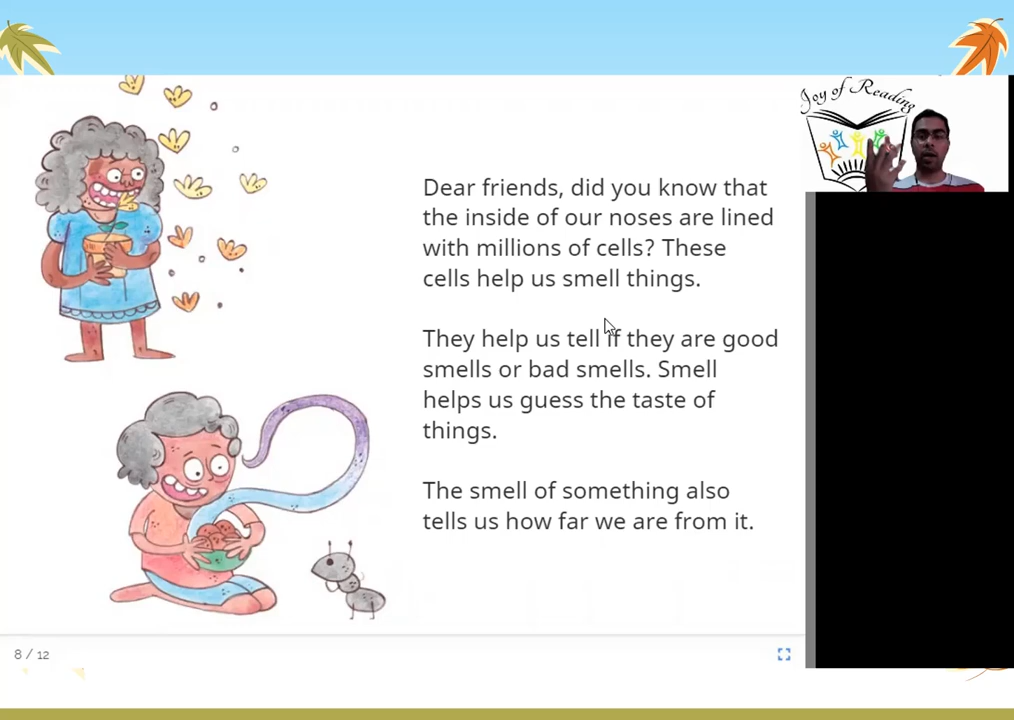 Joy of Reading
Dear friends, did you know that
the inside of our noses are lined
with millions of cells? These
cells help us smell things.
They help us tell if they are good
smells or bad smells. Smell
helps us guess the taste of
things.
The smell of something also
tells us how far we are from it.
8 / 12